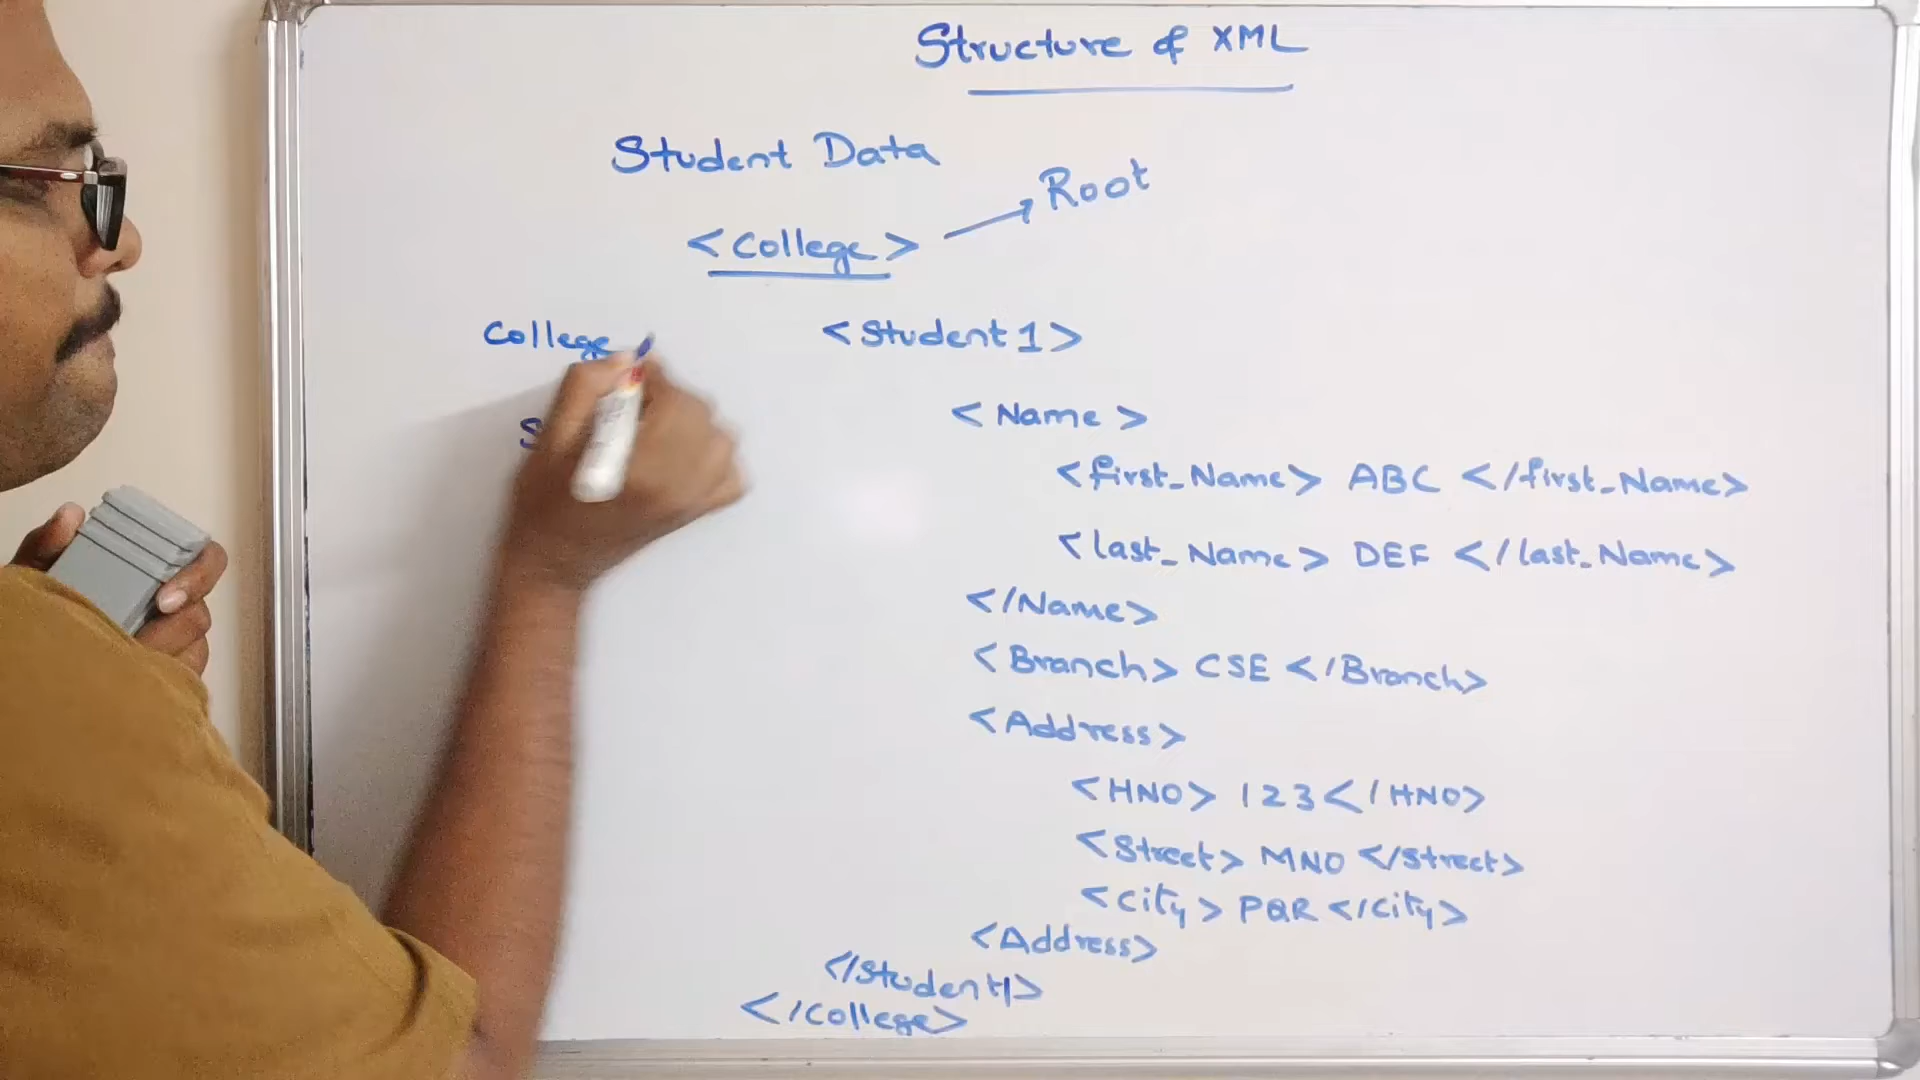 Structure of XML
Student Data
Root
<College>
College
<Student 1>
<Name>
S
<first_Name> ABC </first_Name>
<last_Name> DEF </last_Name>
</Name>
<Branch> CSE </Branch>
<Address>
<HNO> 123 </HNO>
<Street> MNO </Street>
<City> PQR </City>
<Address>
</Student1>
</College>